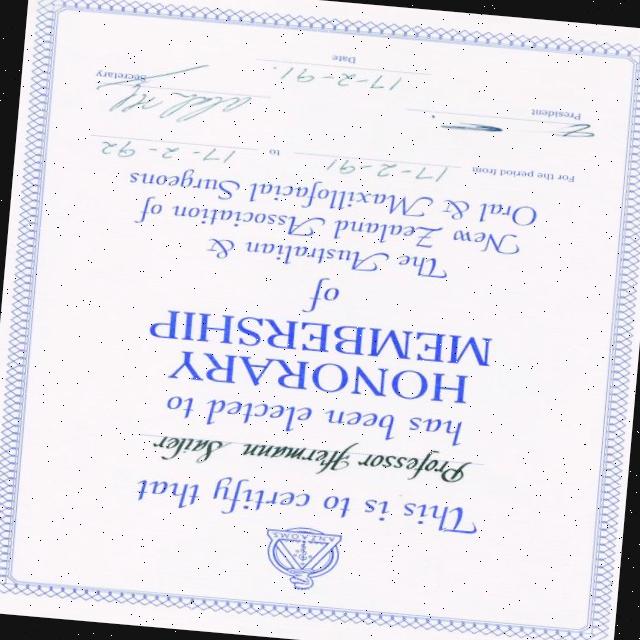 ANZAOMS
This is to certify that
Professor Hermann Sailer
has been elected to
HONORARY
MEMBERSHIP
of
The Australian &
New Zealand Association of
Oral & Maxillofacial Surgeons
For the period from 17-2-91 to 17-2-92
President
Secretary
17-2-91.
Date